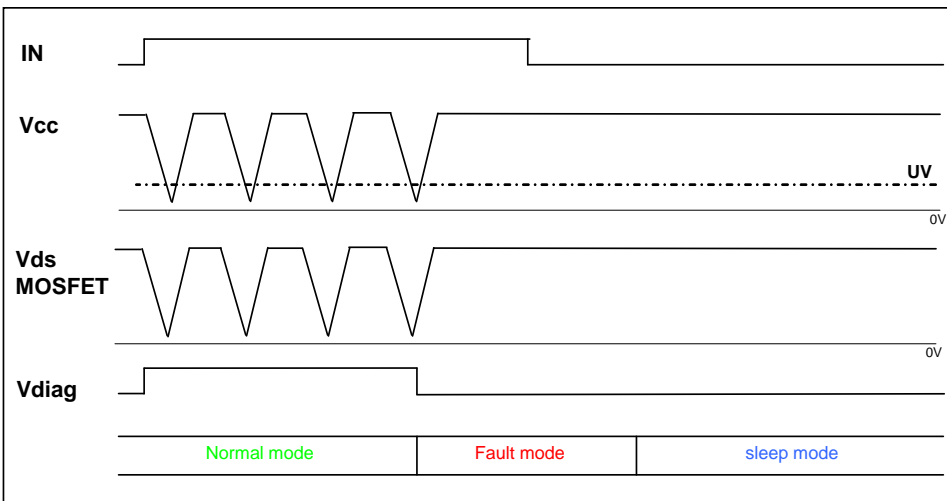 IN
Vcc
UV
0V
Vds
MOSFET
0V
Vdiag
Normal mode
Fault mode
sleep mode